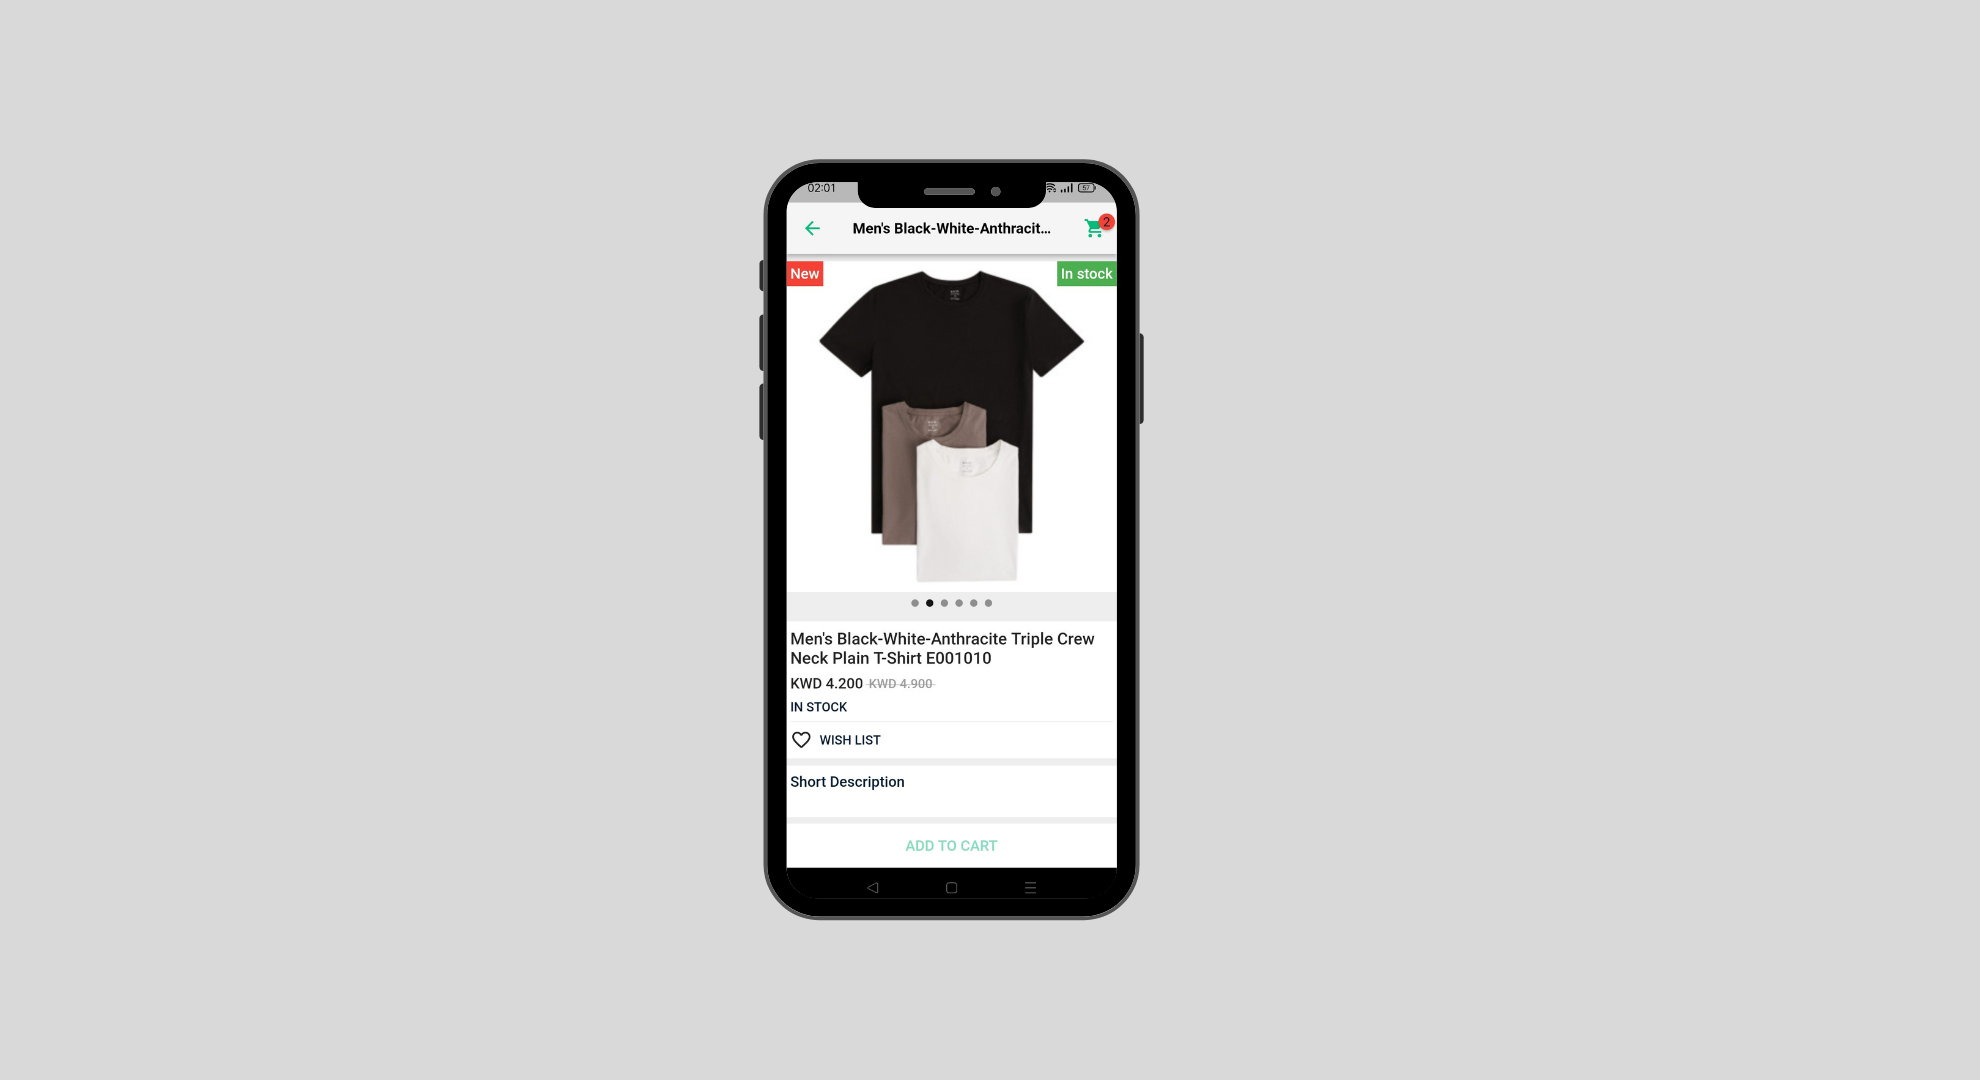 02:01
57
Men's Black-White-Anthracit...
2
New
In stock
Men's Black-White-Anthracite Triple Crew
Neck Plain T-Shirt E001010
KWD 4.200 KWD 4.900
IN STOCK
WISH LIST
Short Description
ADD TO CART